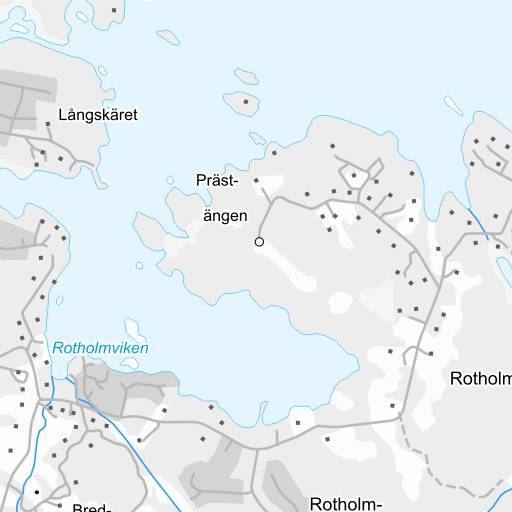 Långskäret
Präst-
ängen
Rotholmviken
Rotholm
Rotholm-
Bred-